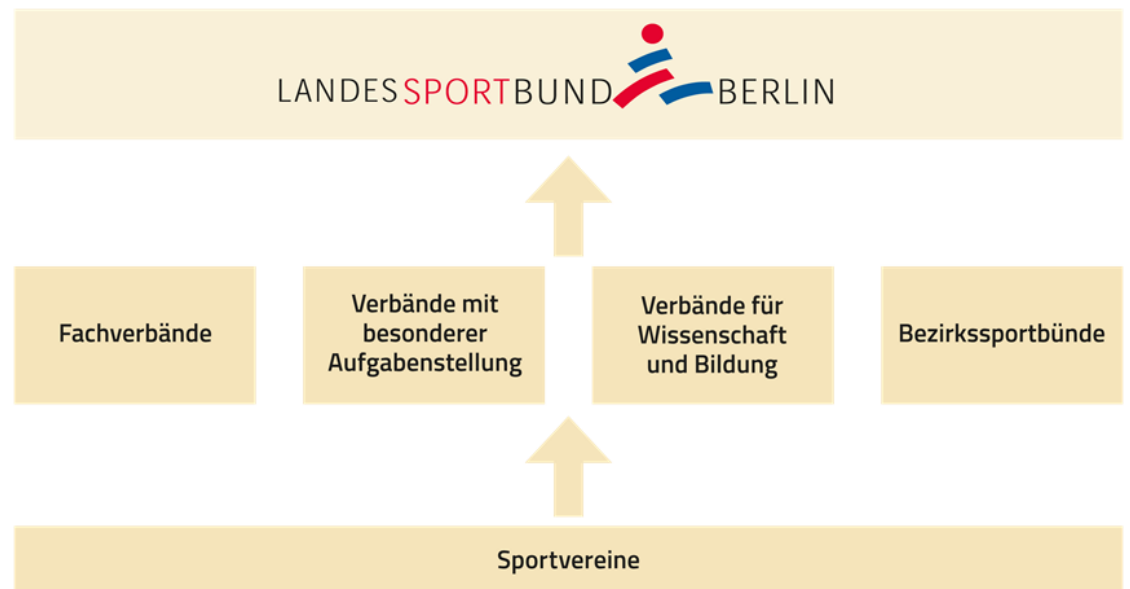 LANDESSPORTBUND BERLIN
Fachverbände
Verbände mit
besonderer
Aufgabenstellung
Verbände für
Wissenschaft
und Bildung
Bezirkssportbünde
Sportvereine